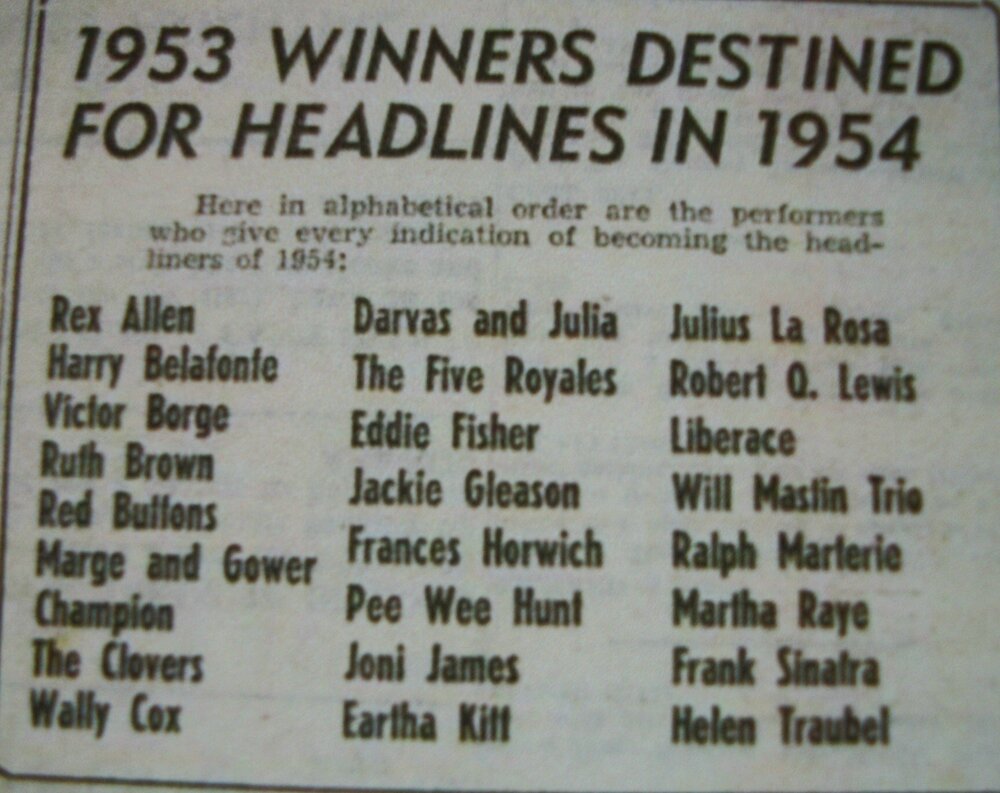 1953 WINNERS DESTINED
FOR HEADLINES IN 1954
Here in alphabetical order are the performers
who give every indication of becoming the head-
liners of 1954:
Rex Allen
Harry Belafonte
Victor Borge
Ruth Brown
Red Buttons
Marge and Gower
Champion
The Clovers
Wally Cox
Darvas and Julia
The Five Royales
Eddie Fisher
Jackie Gleason
Frances Horwich
Pee Wee Hunt
Joni James
Eartha Kitt
Julius La Rosa
Robert Q. Lewis
Liberace
Will Mastin Trio
Ralph Marterie
Martha Raye
Frank Sinatra
Helen Traubel